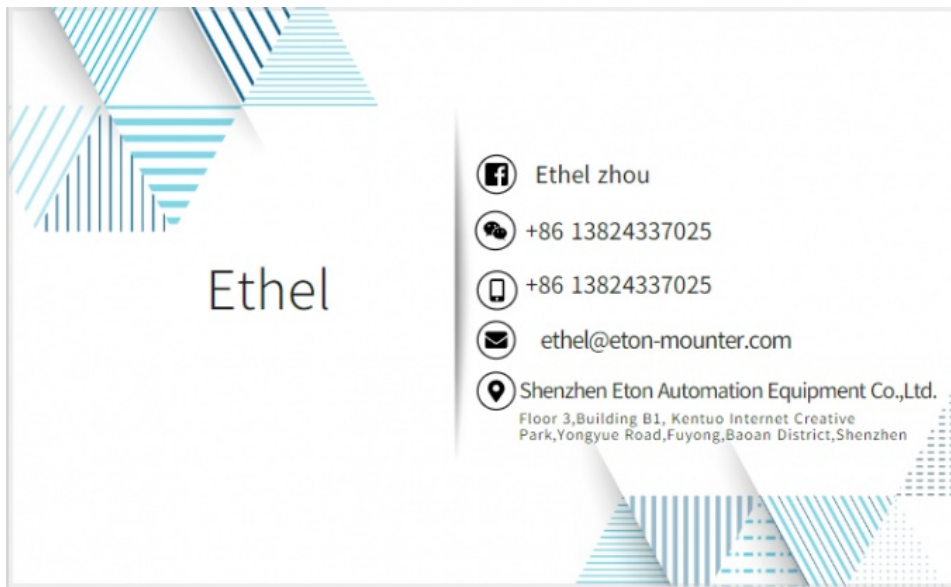 Ethel
Ethel zhou
+86 13824337025
+86 13824337025
ethel@eton-mounter.com
Shenzhen Eton Automation Equipment Co.,Ltd.
Floor 3,Building B1, Kentuo Internet Creative
Park,Yongyue Road,Fuyong,Baoan District,Shenzhen